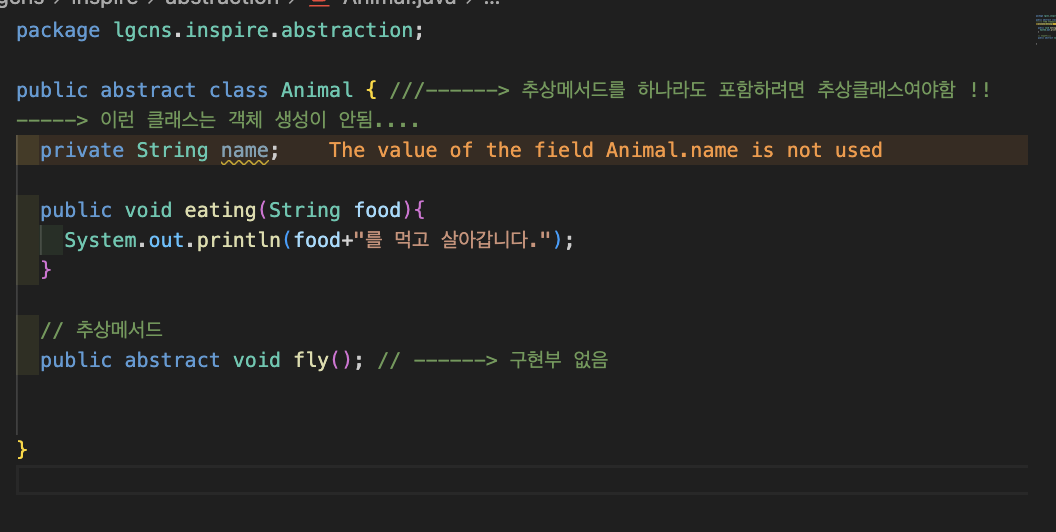 inspire > abstraction > Animal.java > ...
package lgcns.inspire.abstraction;
public abstract class Animal { ///------> 추상메서드를 하나라도 포함하려면 추상클래스여야함 !!
-----> 이런 클래스는 객체 생성이 안됨....
private String name; The value of the field Animal.name is not used
public void eating(String food){
System.out.println(food+"를 먹고 살아갑니다.");
}
// 추상메서드
public abstract void fly(); // ------> 구현부 없음
}